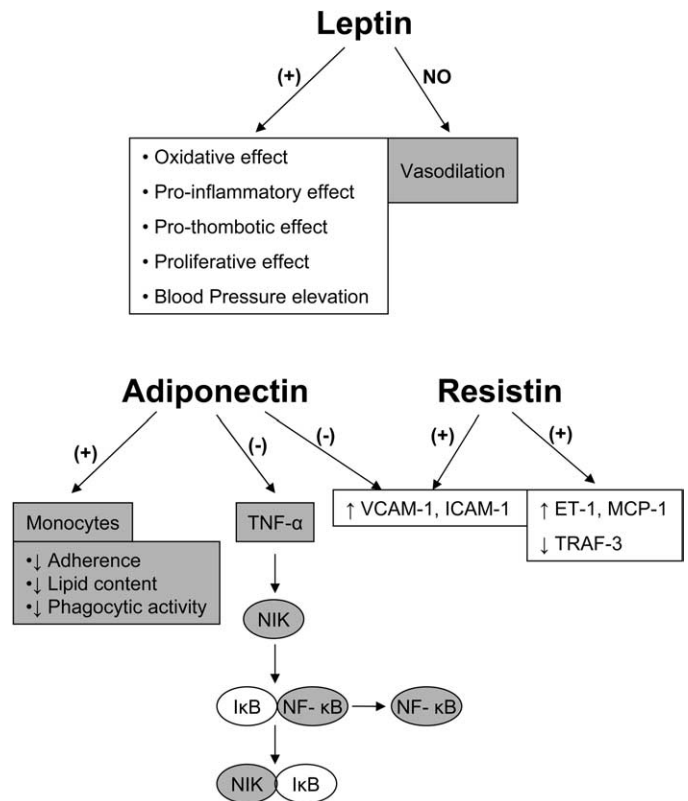 Leptin
(+)
NO
• Oxidative effect
• Pro-inflammatory effect
• Pro-thombotic effect
• Proliferative effect
• Blood Pressure elevation
Vasodilation
Adiponectin
Resistin
(+)
(-)
(-)
(+)
(+)
Monocytes
•↓ Adherence
•↓ Lipid content
•↓ Phagocytic activity
TNF-α
↑ VCAM-1, ICAM-1
↑ ET-1, MCP-1
↓ TRAF-3
NIK
IκB
NF- κB
NF- κB
NIK
IκB